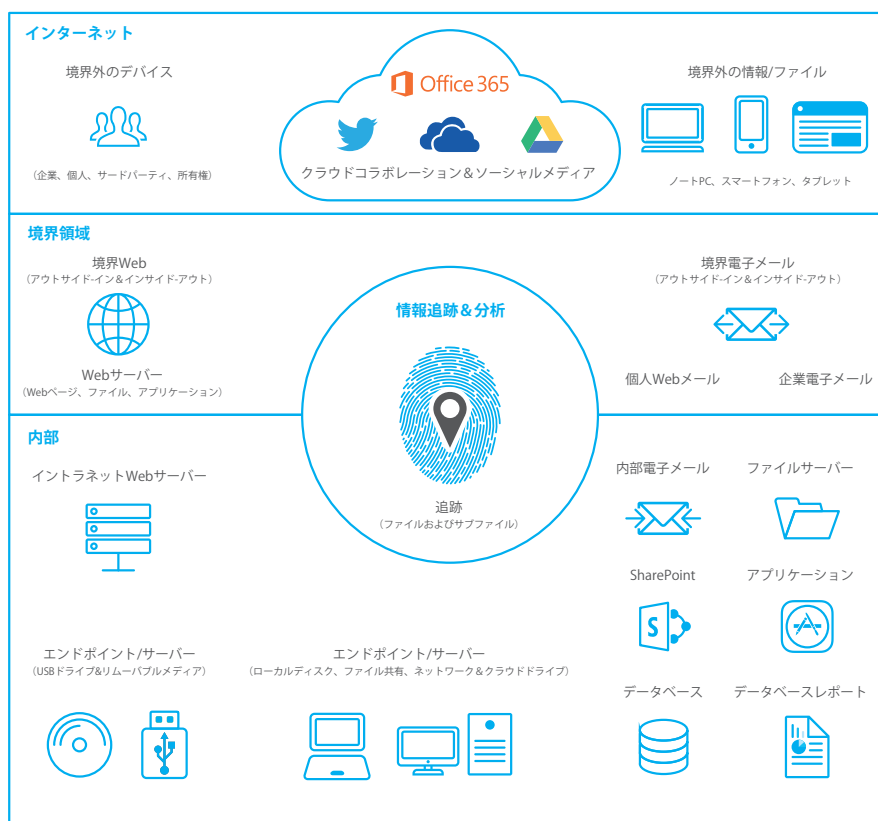 インターネット
境界外のデバイス
(企業、個人、サードパーティ、所有権)
Office 365
クラウドコラボレーション&ソーシャルメディア
境界外の情報/ファイル
ノートPC、スマートフォン、タブレット
境界領域
境界Web
(アウトサイド-イン&インサイド-アウト)
Webサーバー
(Webページ、ファイル、アプリケーション)
情報追跡&分析
追跡
(ファイルおよびサブファイル)
境界電子メール
(アウトサイド-イン&インサイド-アウト)
個人Webメール 企業電子メール
内部
イントラネットWebサーバー
内部電子メール ファイルサーバー
SharePoint アプリケーション
S
エンドポイント/サーバー
(USBドライブ&リムーバブルメディア)
エンドポイント/サーバー
(ローカルディスク、ファイル共有、ネットワーク&クラウドドライブ)
データベース データベースレポート